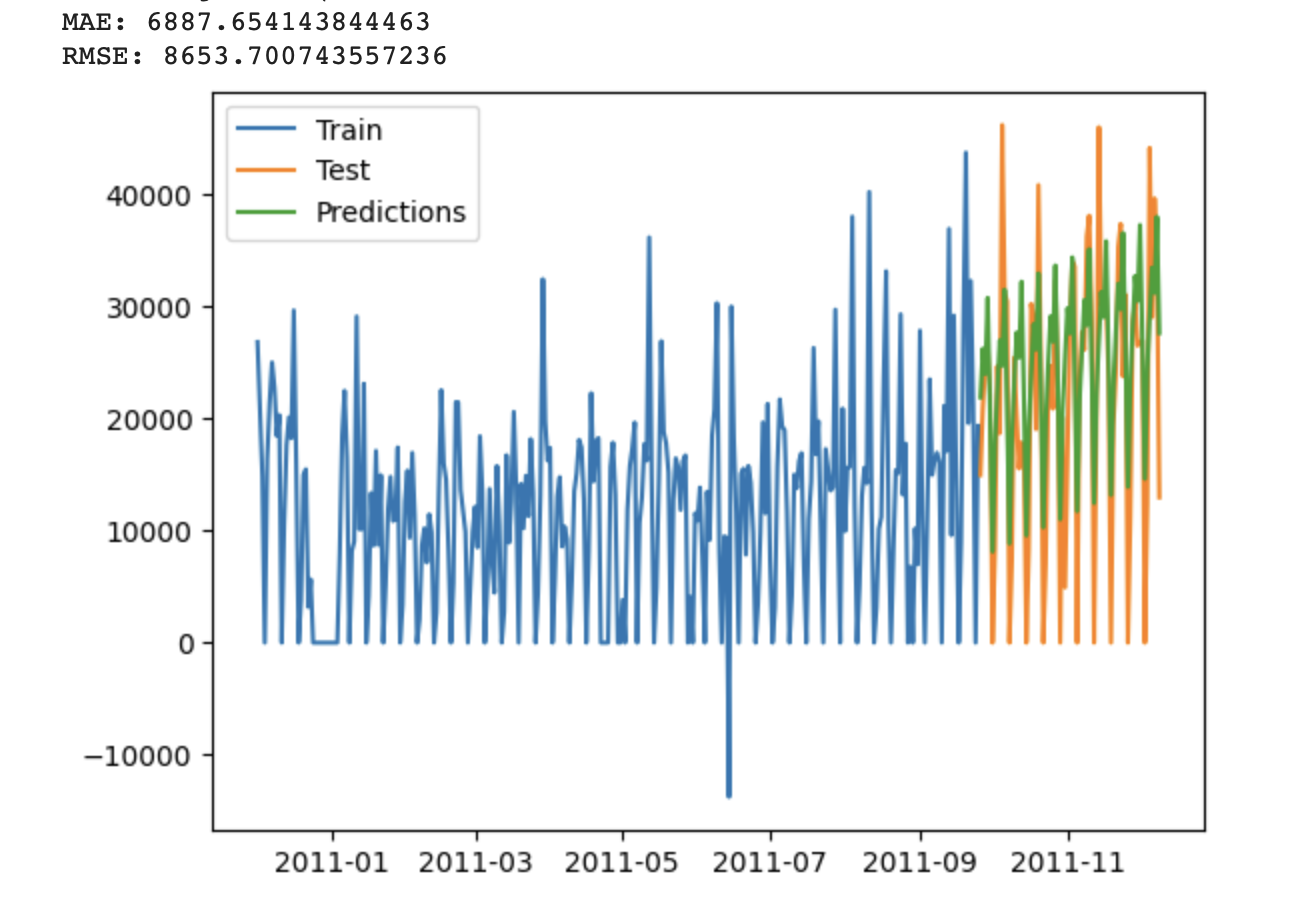 MAE: 6887.654143844463
RMSE: 8653.700743557236
Train
Test
Predictions
40000
30000
20000
10000
0
−10000
2011-01 2011-03 2011-05 2011-07 2011-09 2011-11